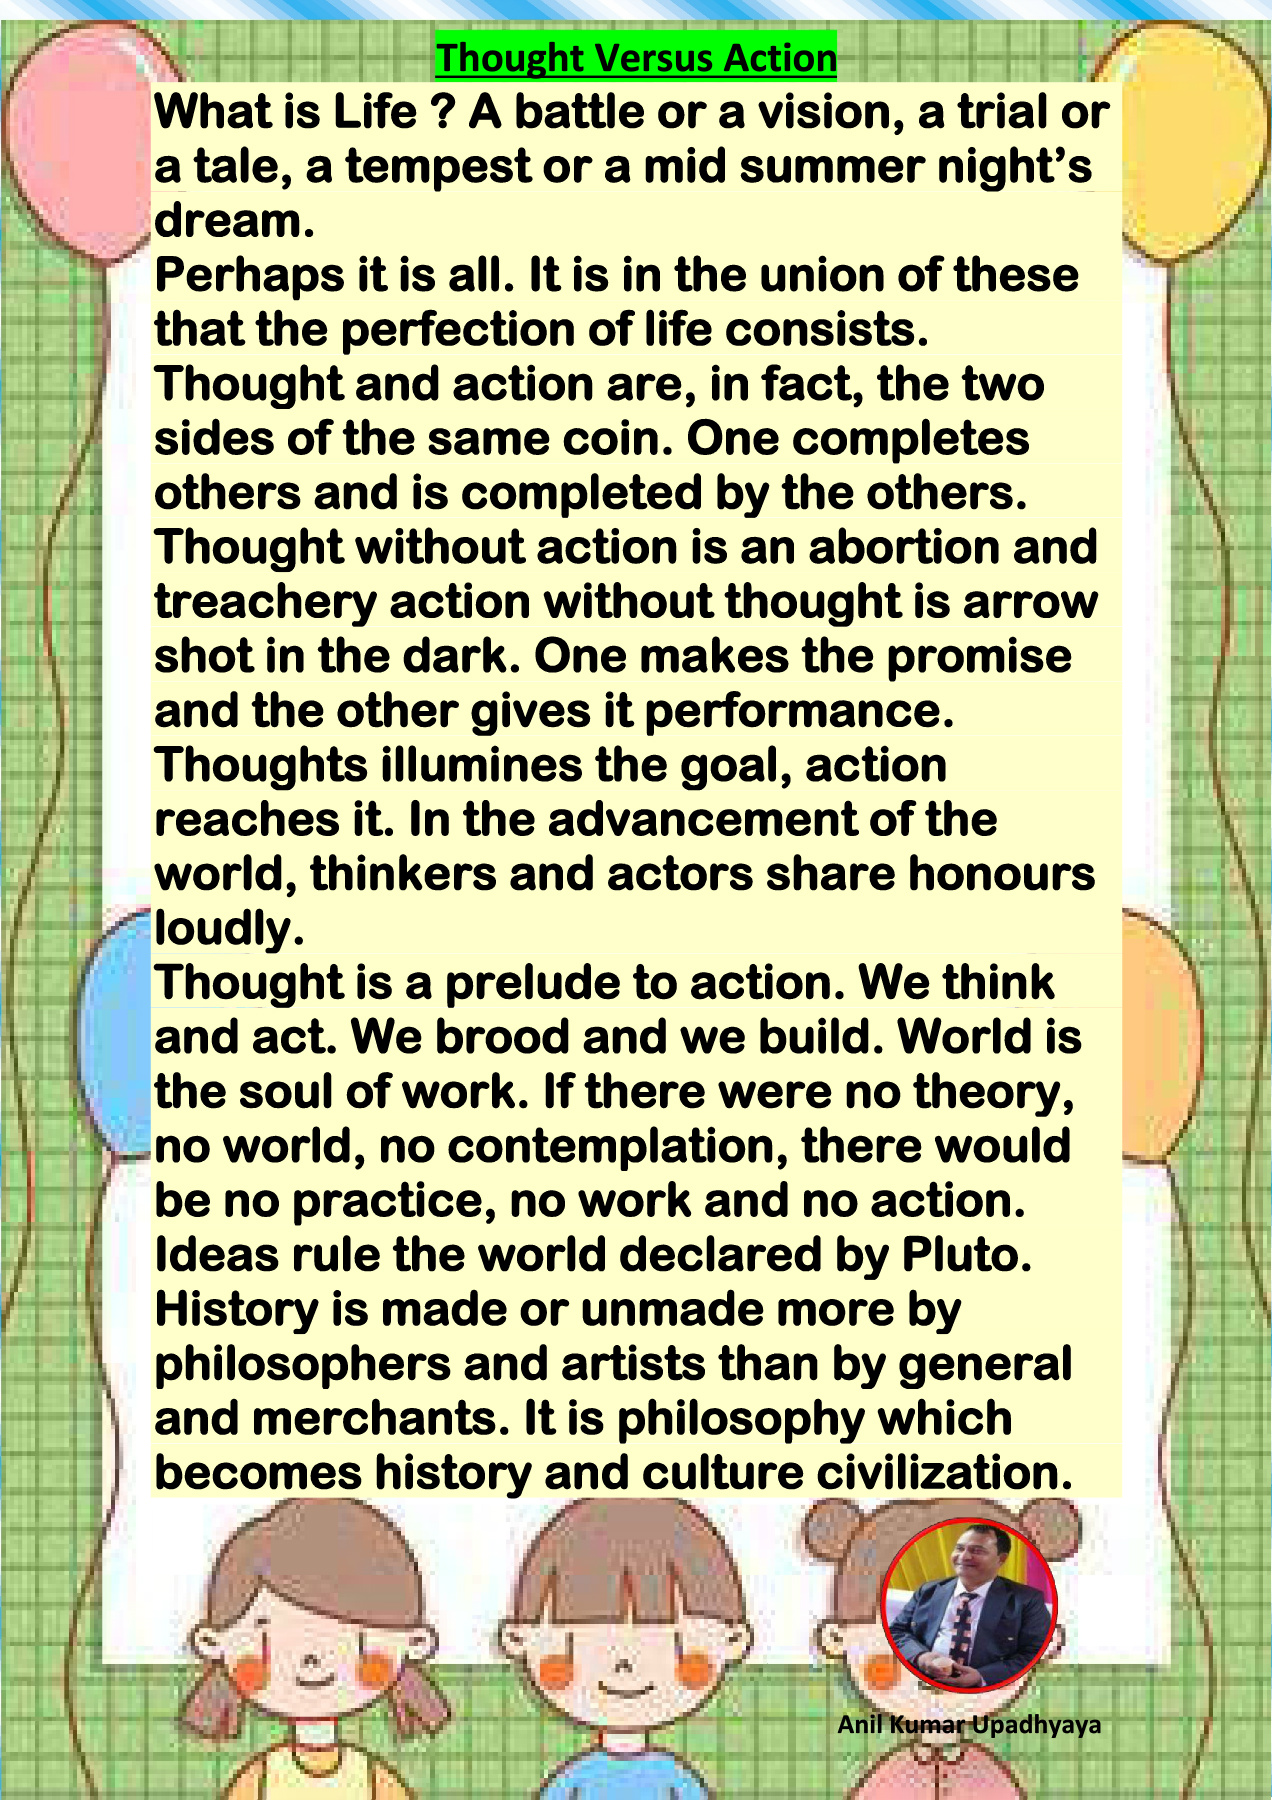 Thought Versus Action
What is Life ? A battle or a vision, a trial or
a tale, a tempest or a mid summer night’s
dream.
Perhaps it is all. It is in the union of these
that the perfection of life consists.
Thought and action are, in fact, the two
sides of the same coin. One completes
others and is completed by the others.
Thought without action is an abortion and
treachery action without thought is arrow
shot in the dark. One makes the promise
and the other gives it performance.
Thoughts illumines the goal, action
reaches it. In the advancement of the
world, thinkers and actors share honours
loudly.
Thought is a prelude to action. We think
and act. We brood and we build. World is
the soul of work. If there were no theory,
no world, no contemplation, there would
be no practice, no work and no action.
Ideas rule the world declared by Pluto.
History is made or unmade more by
philosophers and artists than by general
and merchants. It is philosophy which
becomes history and culture civilization.
Anil Kumar Upadhyaya